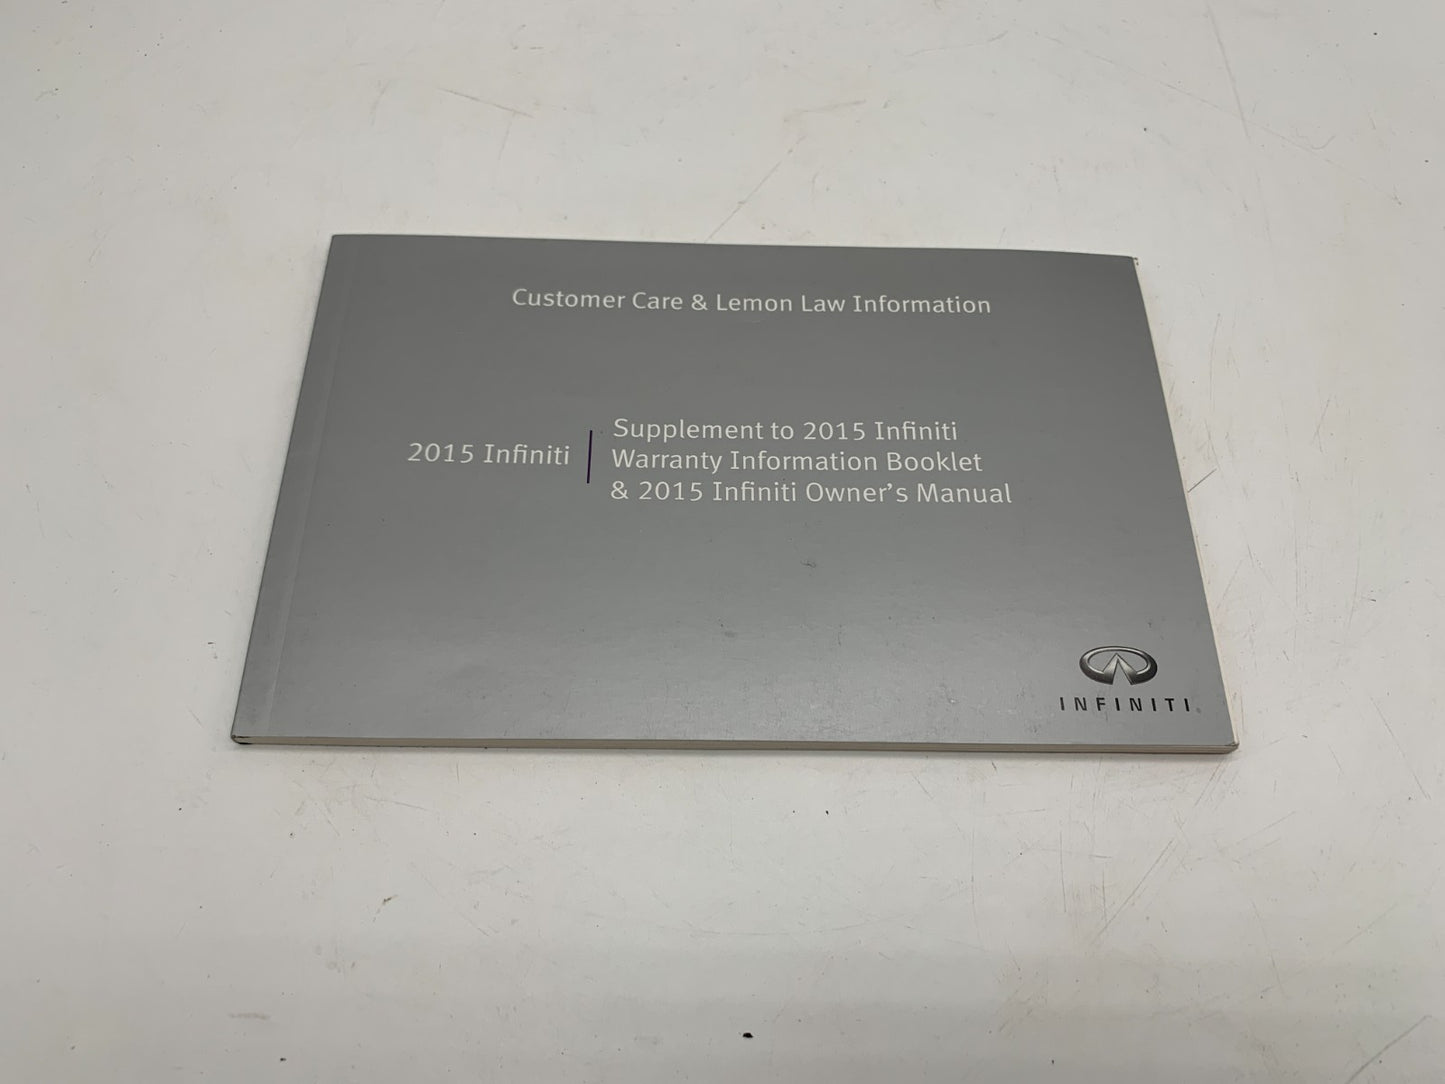 Customer Care & Lemon Law Information
2015 Infiniti
Supplement to 2015 Infiniti
Warranty Information Booklet
& 2015 Infiniti Owner's Manual
INFINITI®